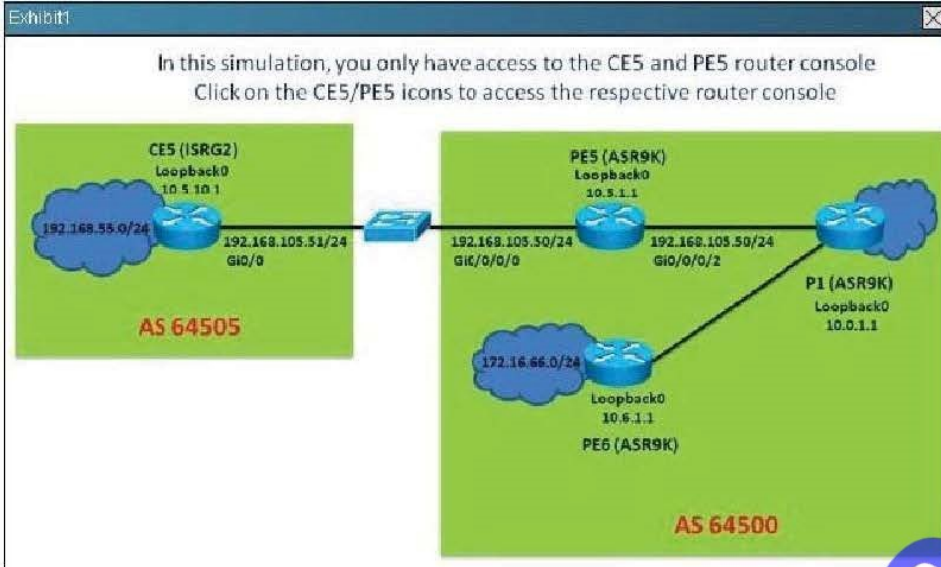 Exhibit1
In this simulation, you only have access to the CE5 and PE5 router console
Click on the CE5/PE5 icons to access the respective router console
CE5 (ISRG2)
Loopback0
10.5.10.1
192.168.55.0/24
192.168.105.51/24
Gi0/0
AS 64505
PE5 (ASR9K)
Loopback0
10.5.1.1
192.168.105.50/24
Gi0/0/0/0
192.168.105.50/24
Gi0/0/0/2
P1 (ASR9K)
Loopback0
10.0.1.1
172.16.66.0/24
Loopback0
10.6.1.1
PE6 (ASR9K)
AS 64500